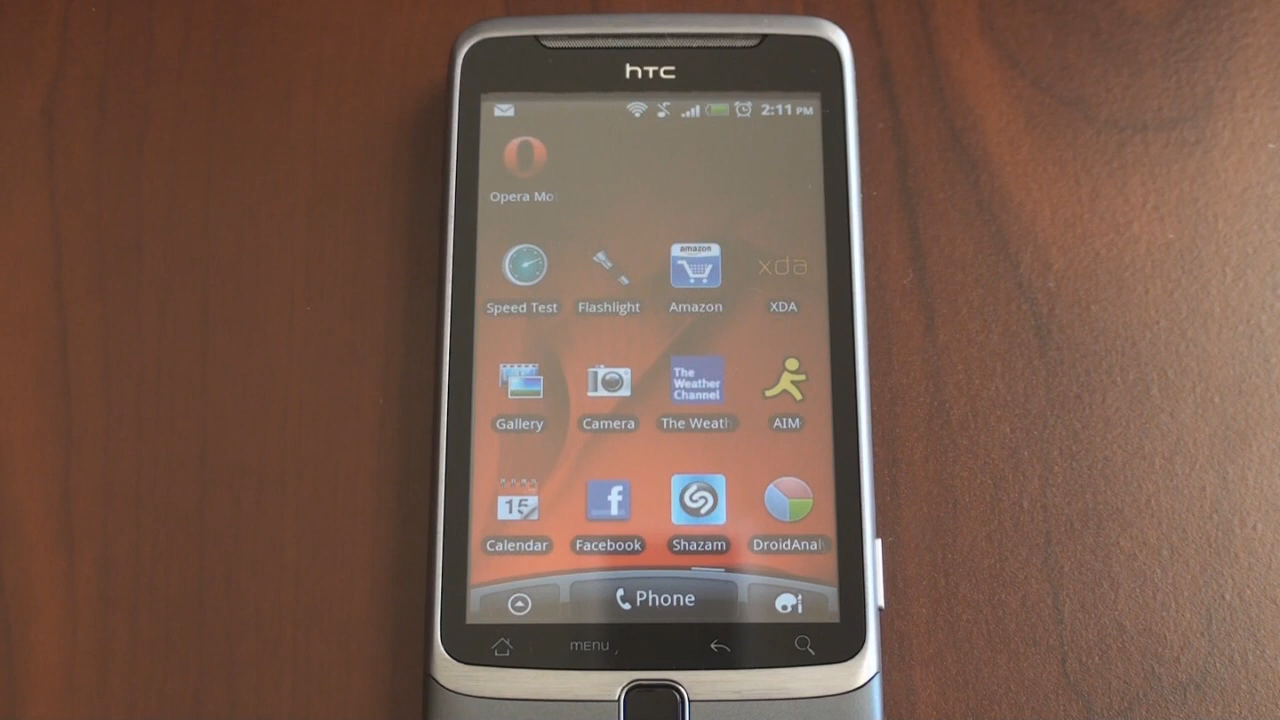 hTC
2:11 PM
Opera Mo
amazon
xda
Speed Test Flashlight Amazon XDA
The
Weather
Channel
Gallery Camera The Weath AIM
15
f
Calendar Facebook Shazam DroidAnal
Phone
MENU